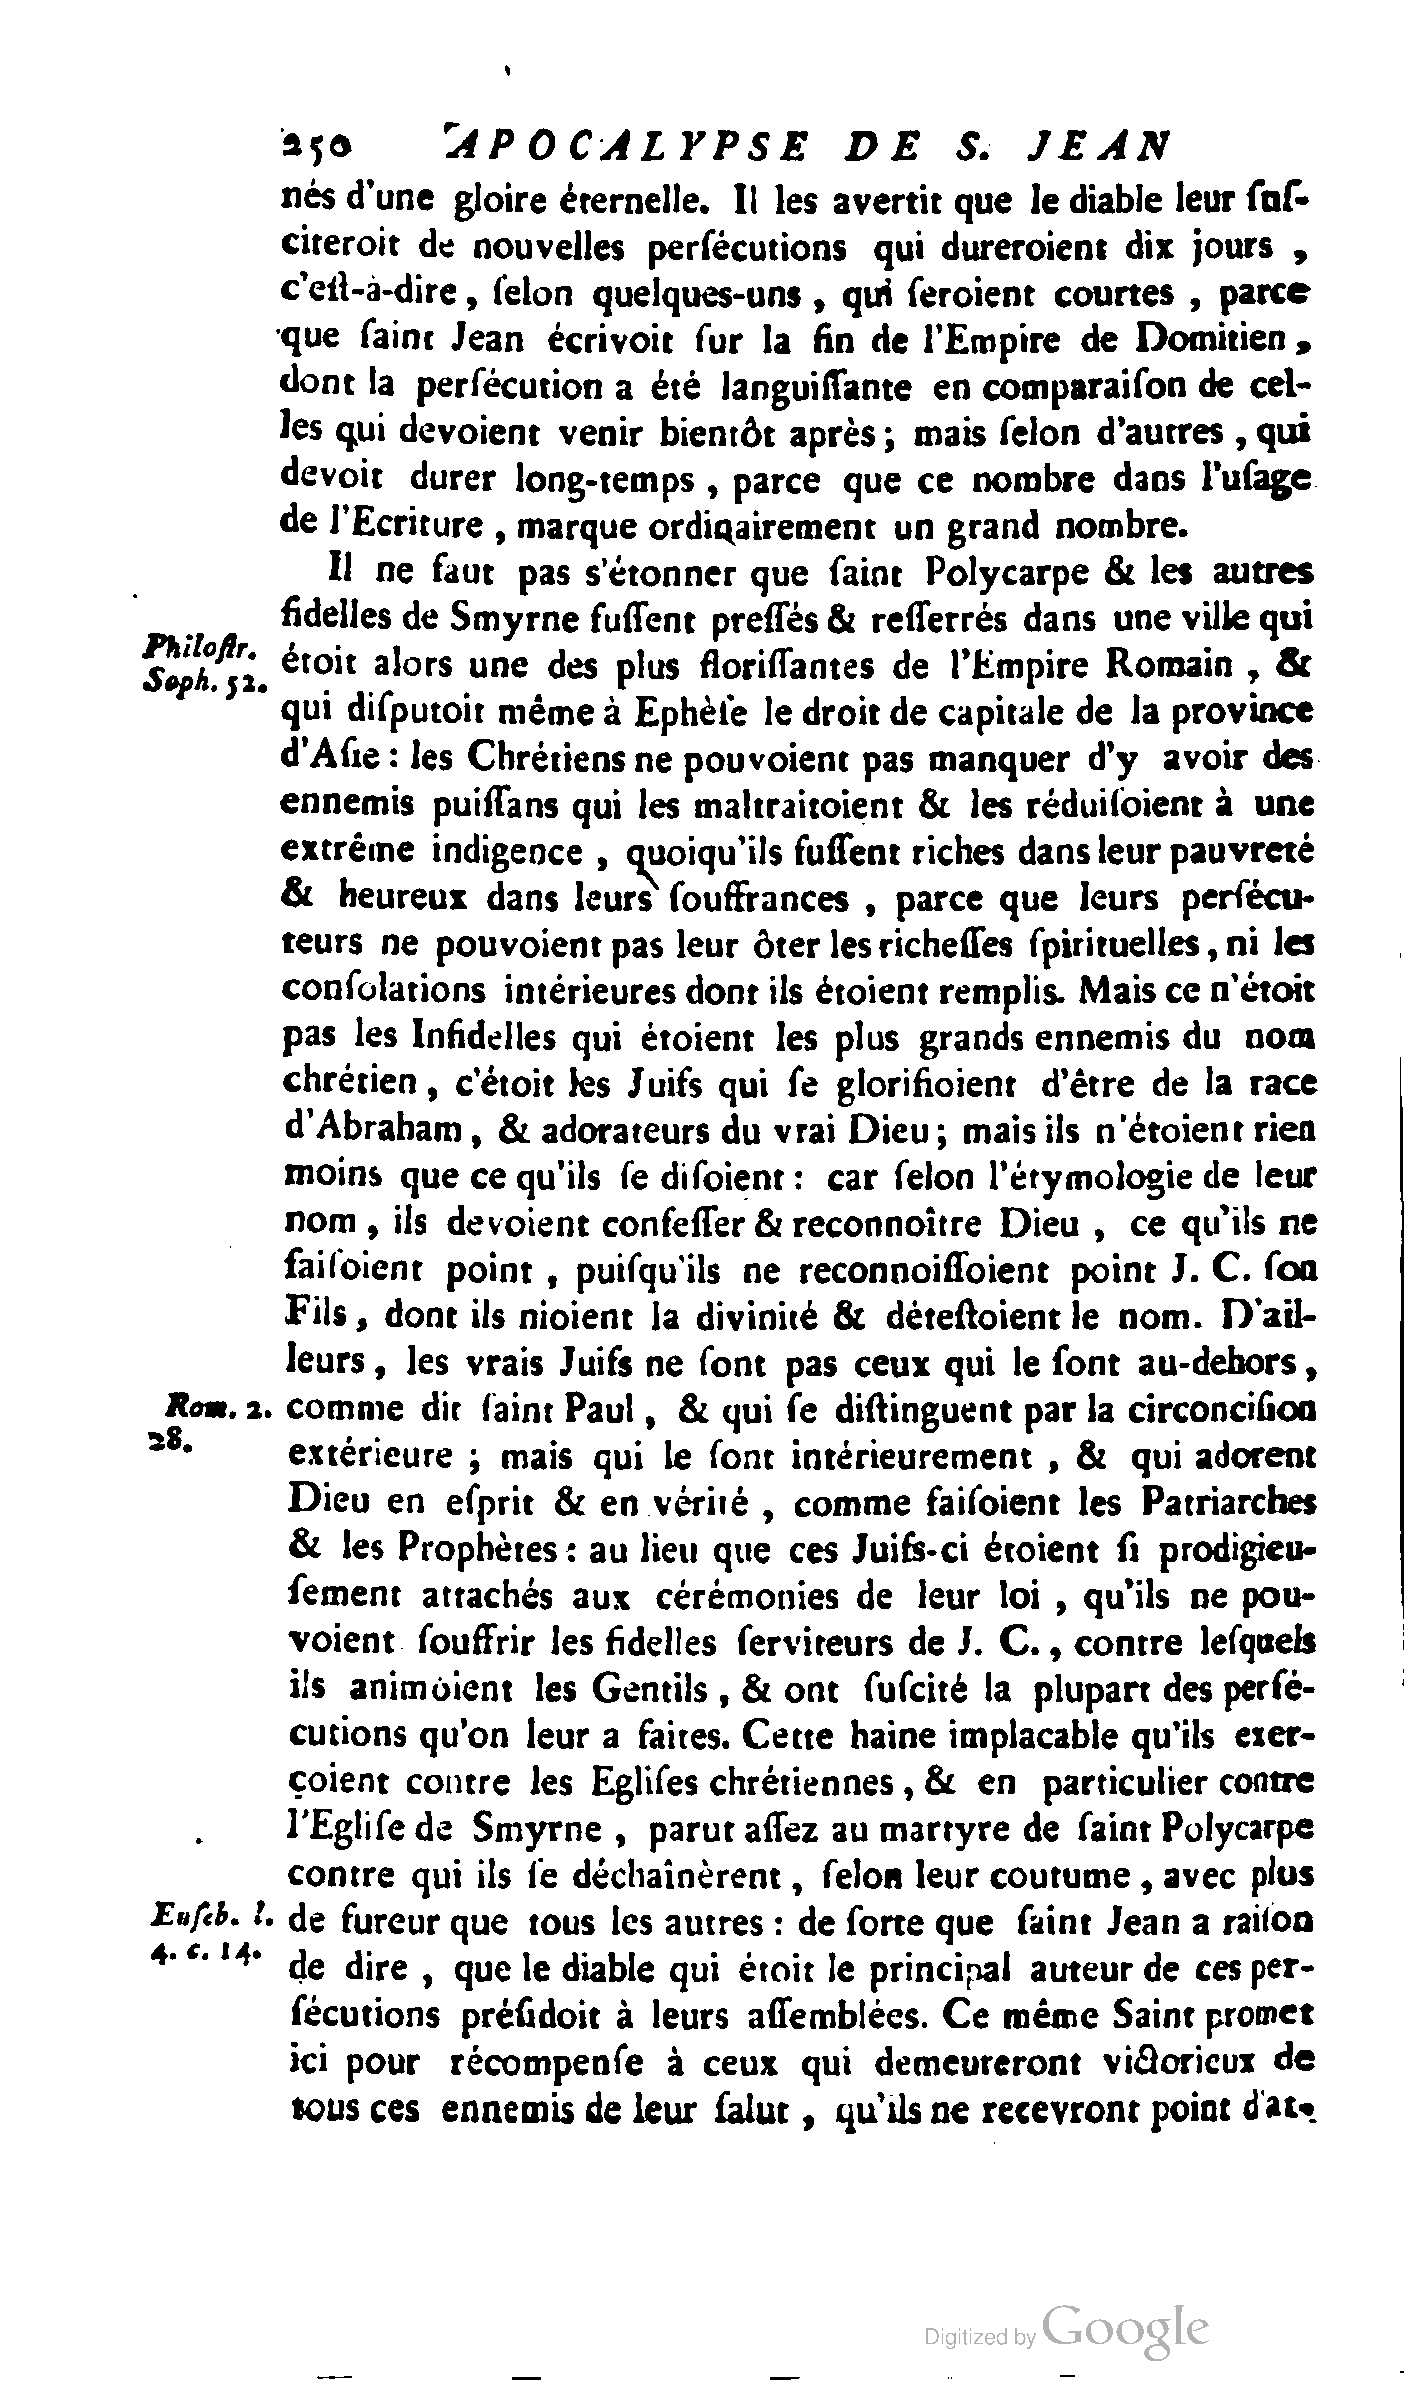 250 APOCALYPSE DE S. JEAN
nés d'une gloire éternelle. Il les avertit que le diable leur ſuſ-
citeroit de nouvelles perſécutions qui dureroient dix jours ,
c'eſt-à-dire , ſelon quelques-uns , qui ſeroient courtes , parce
que ſaint Jean écrivoit ſur la fin de l'Empire de Domitien ,
dont la perſécution a été languiſſante en comparaiſon de cel-
les qui devoient venir bientôt après ; mais ſelon d'autres , qui
devoit durer long-temps , parce que ce nombre dans l'uſage
de l'Ecriture , marque ordinairement un grand nombre.
Il ne faut pas s'étonner que ſaint Polycarpe & les autres
fidelles de Smyrne fuſſent preſſés & reſſerrés dans une ville qui
Philoſtr. étoit alors une des plus floriſſantes de l'Empire Romain , &
Soph. 52.
qui diſputoit même à Ephèſe le droit de capitale de la province
d'Aſie : les Chrétiens ne pouvoient pas manquer d'y avoir des
ennemis puiſſans qui les maltraitoient & les réduiſoient à une
extrême indigence , quoiqu'ils fuſſent riches dans leur pauvreté
& heureux dans leurs ſouffrances , parce que leurs perſécu-
teurs ne pouvoient pas leur ôter les richeſſes ſpirituelles , ni les
conſolations intérieures dont ils étoient remplis. Mais ce n'étoit
pas les Infidelles qui étoient les plus grands ennemis du nom
chrétien , c'étoit les Juifs qui ſe glorifioient d'être de la race
d'Abraham , & adorateurs du vrai Dieu ; mais ils n'étoient rien
moins que ce qu'ils ſe diſoient : car ſelon l'étymologie de leur
nom , ils devoient confeſſer & reconnoître Dieu , ce qu'ils ne
faiſoient point , puiſqu'ils ne reconnoiſſoient point J. C. ſon
Fils , dont ils nioient la divinité & déteſtoient le nom. D'ail-
leurs , les vrais Juifs ne ſont pas ceux qui le ſont au-dehors ,
Rom. 2. comme dit ſaint Paul , & qui ſe diſtinguent par la circonciſion
28.
extérieure ; mais qui le ſont intérieurement , & qui adorent
Dieu en eſprit & en vérité , comme faiſoient les Patriarches
& les Prophètes : au lieu que ces Juifs-ci étoient ſi prodigieu-
ſement attachés aux cérémonies de leur loi , qu'ils ne pou-
voient ſouffrir les fidelles ſerviteurs de J. C. , contre leſquels
ils animoient les Gentils , & ont ſuſcité la plupart des perſé-
cutions qu'on leur a faites. Cette haine implacable qu'ils exer-
çoient contre les Egliſes chrétiennes , & en particulier contre
l'Egliſe de Smyrne , parut aſſez au martyre de ſaint Polycarpe
contre qui ils ſe déchaînèrent , ſelon leur coutume , avec plus
Euſeb. l. de fureur que tous les autres : de ſorte que ſaint Jean a raiſon
4. c. 14.
de dire , que le diable qui étoit le principal auteur de ces per-
ſécutions préſidoit à leurs aſſemblées. Ce même Saint promet
ici pour récompenſe à ceux qui demeureront victorieux de
tous ces ennemis de leur ſalut , qu'ils ne recevront point d'at-
Digitized by Google